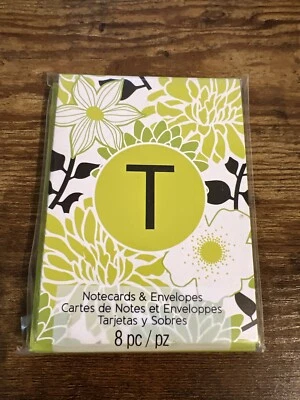 T
Notecards & Envelopes
Cartes de Notes et Enveloppes
Tarjetas y Sobres
8 pc / pz